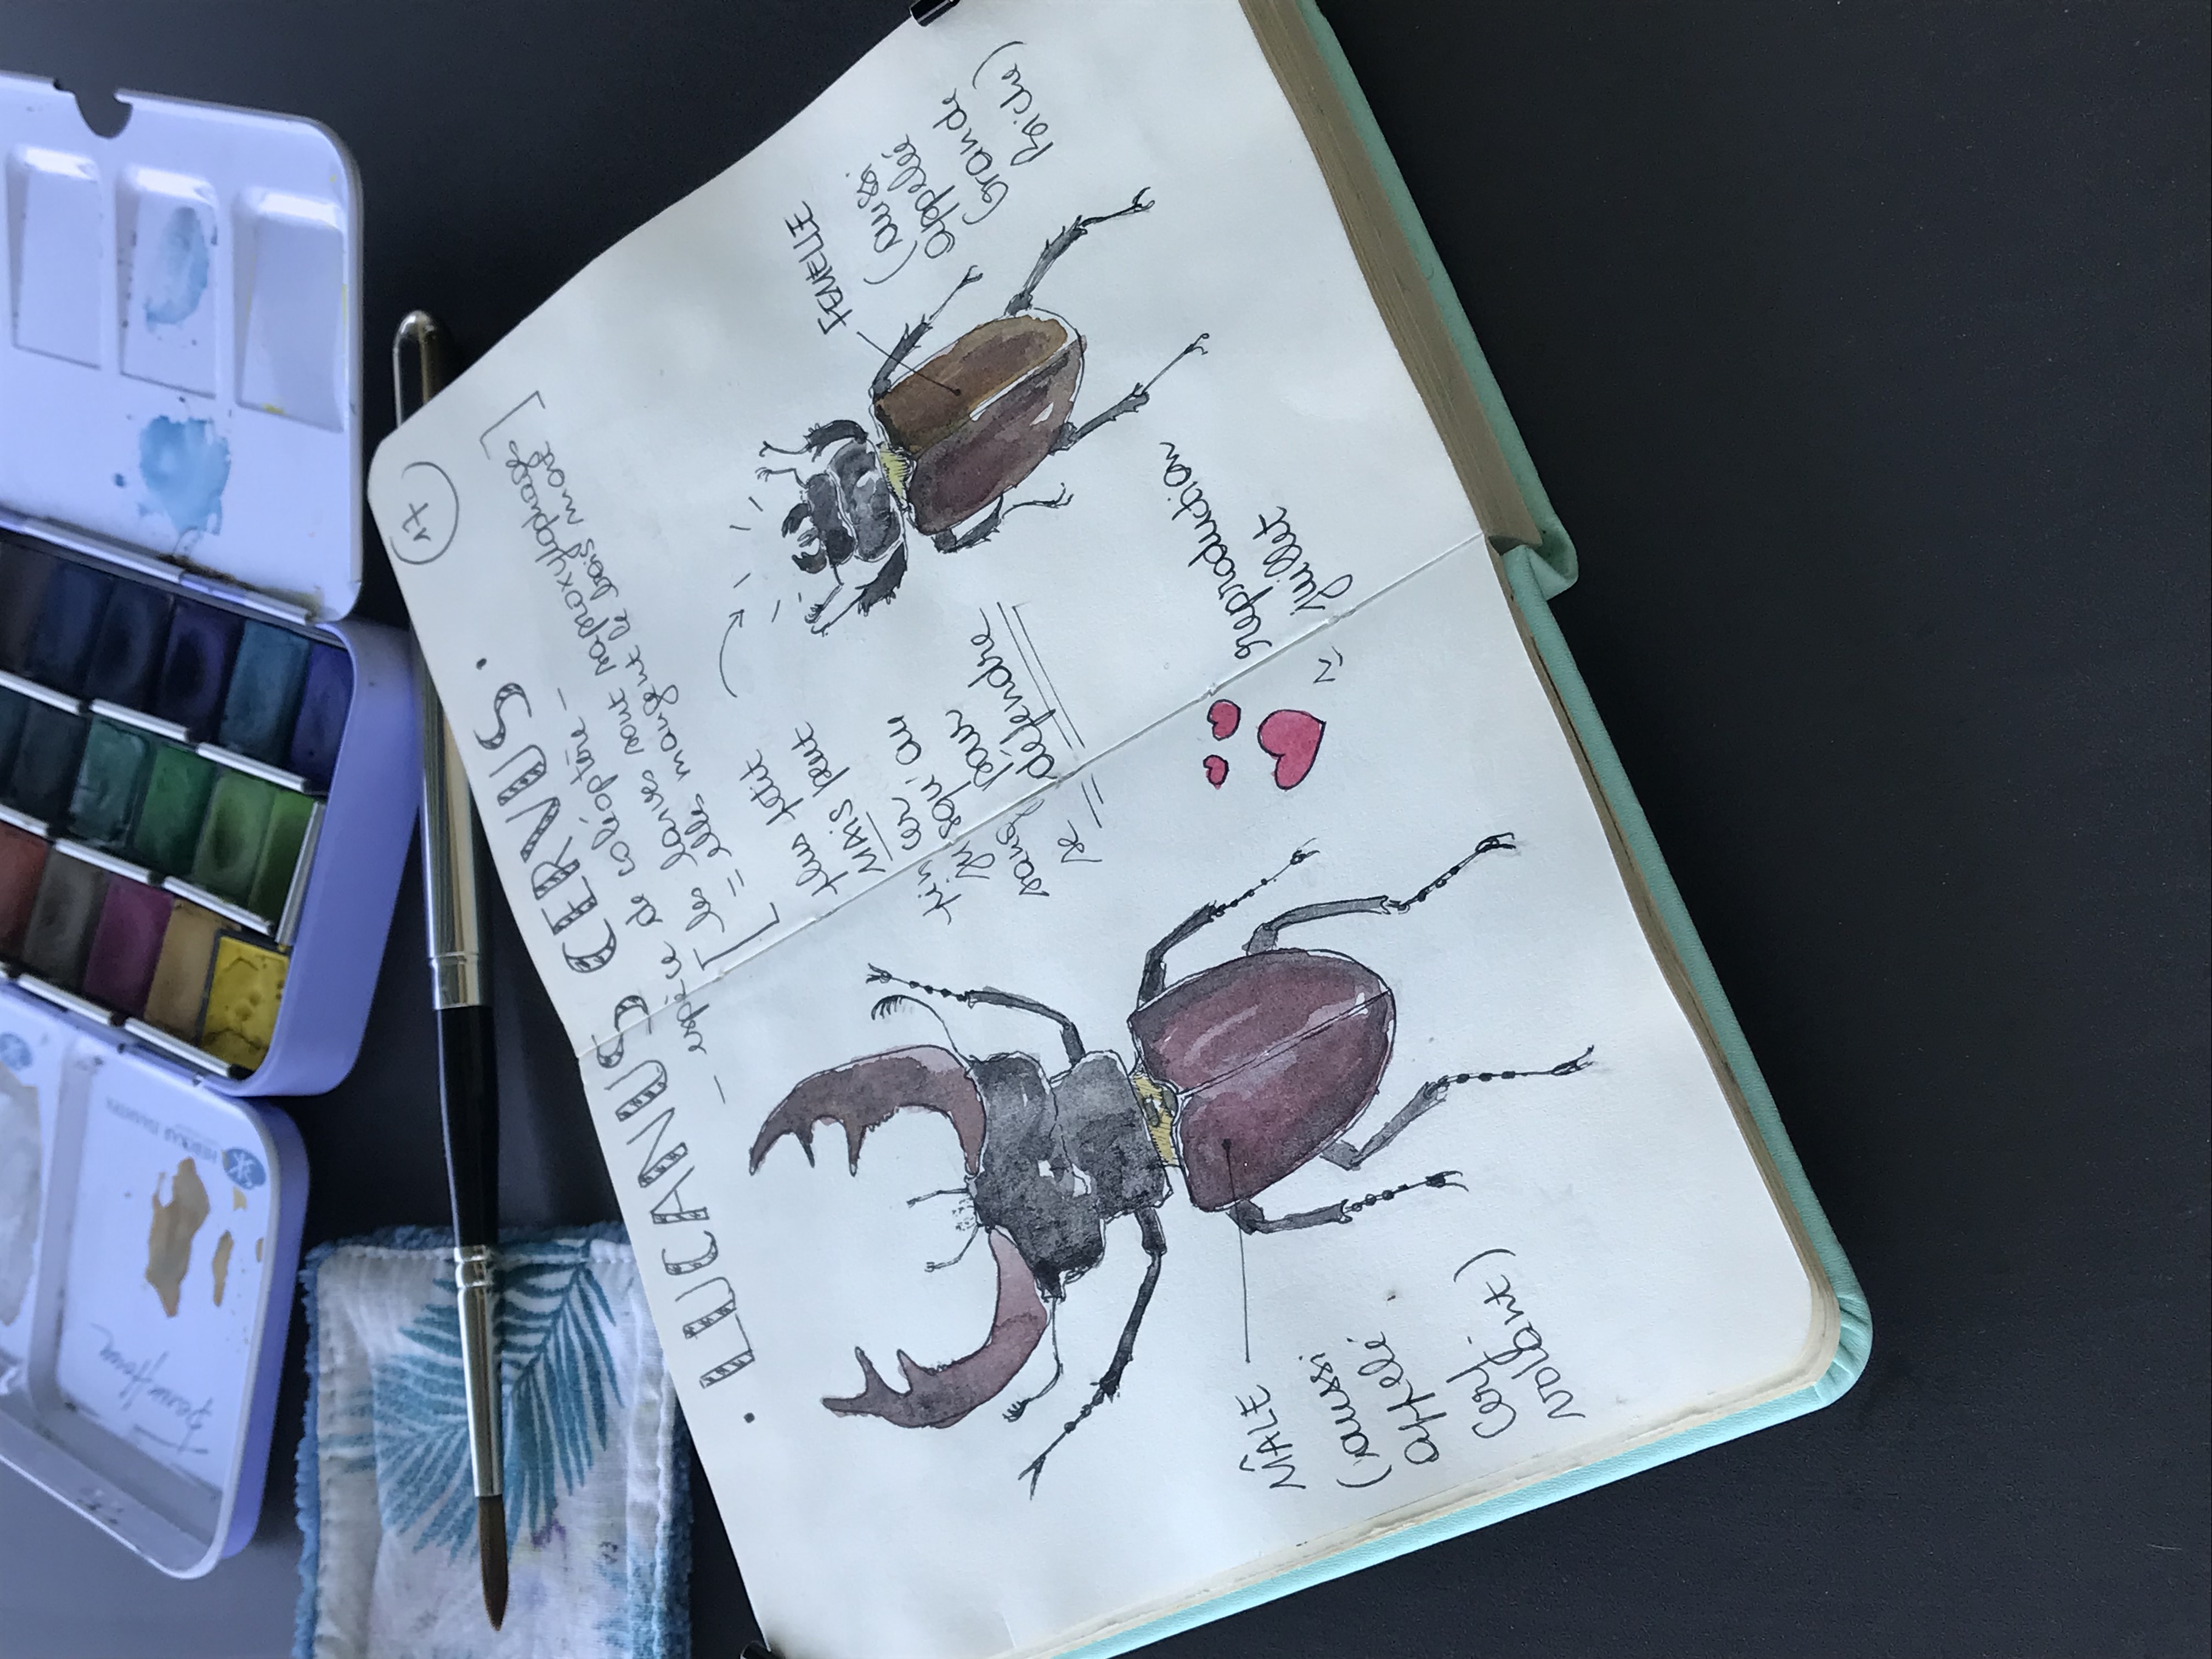 17
· LUCANUS CERVUS ·
– espèce de coléoptère –
[ les larves sont saproxylophages ]
= elles mangent le bois mort
plus petit
MAIS peut
pincer
jusqu'au
sang pour
se défendre
FEMELLE
(aussi
appelée
Grande
Biche)
MÂLE
(aussi
appelé
Cerf-
volant)
reproduction
~ juillet